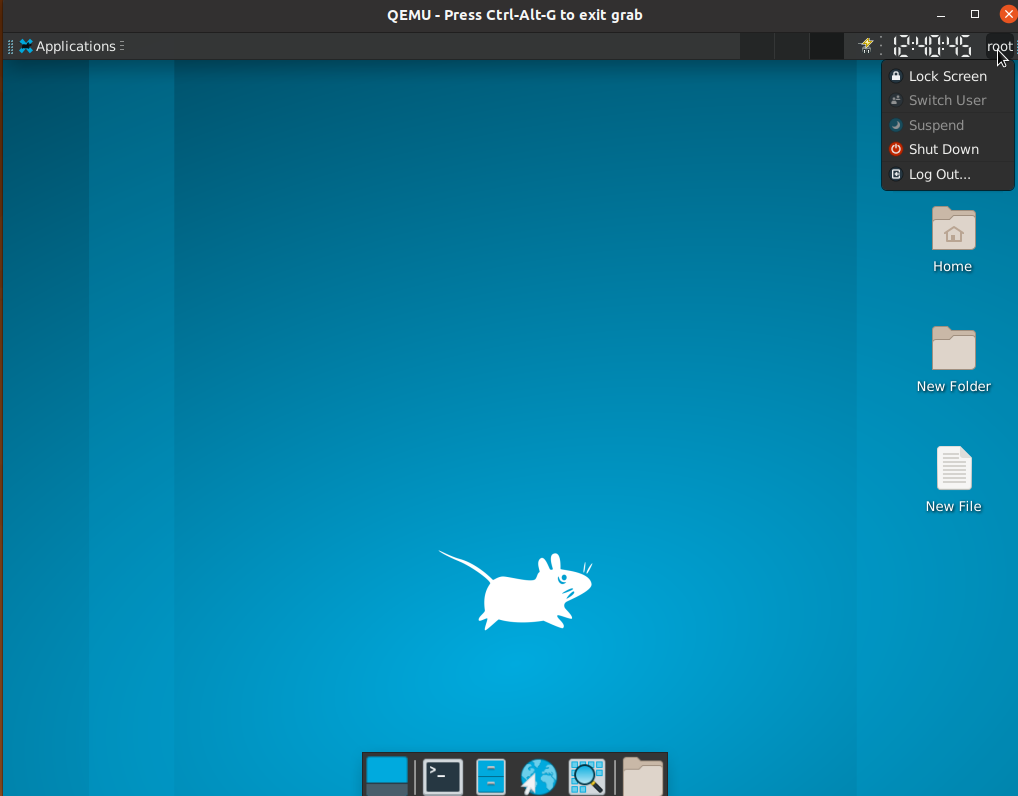 QEMU - Press Ctrl-Alt-G to exit grab
Applications
12:40:45
root
Lock Screen
Switch User
Suspend
Shut Down
Log Out...
Home
New Folder
New File
>_